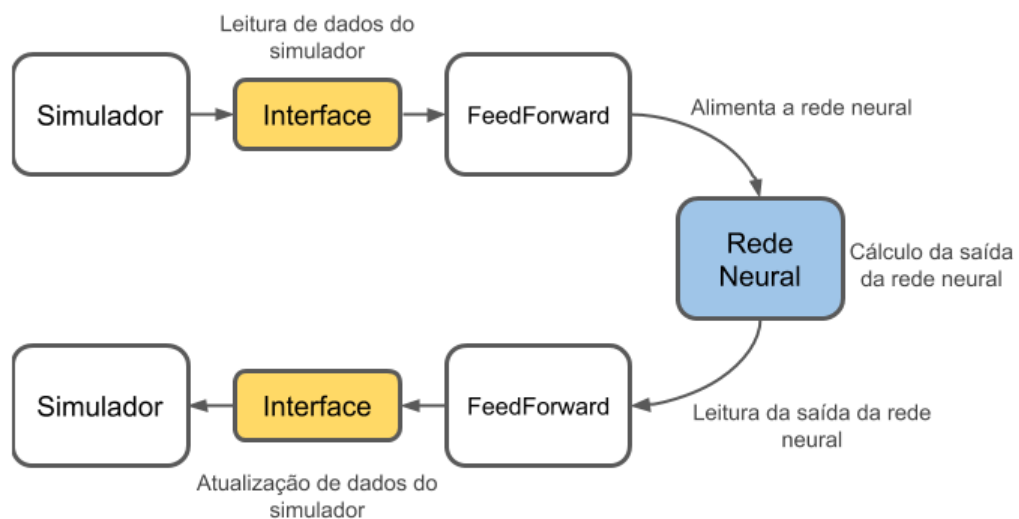 Leitura de dados do
simulador
Simulador
Interface
FeedForward
Alimenta a rede neural
Rede
Neural
Cálculo da saída
da rede neural
Simulador
Interface
FeedForward
Leitura da saída da rede
neural
Atualização de dados do
simulador